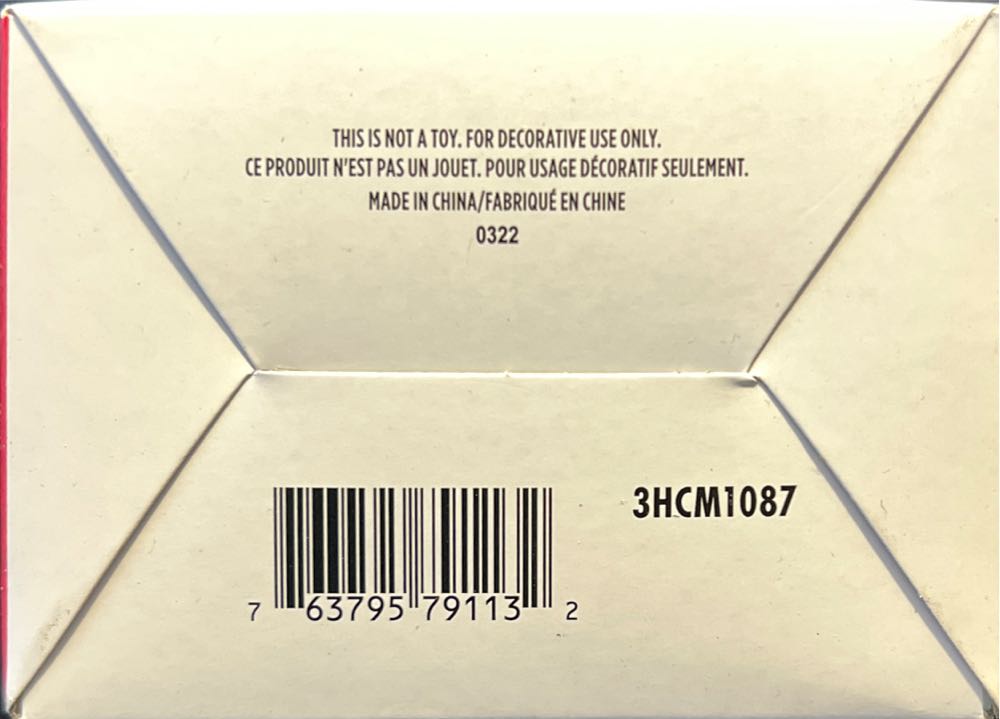 THIS IS NOT A TOY. FOR DECORATIVE USE ONLY.
CE PRODUIT N'EST PAS UN JOUET. POUR USAGE DÉCORATIF SEULEMENT.
MADE IN CHINA/FABRIQUÉ EN CHINE
0322
3HCM1087
7 63795 79113 2